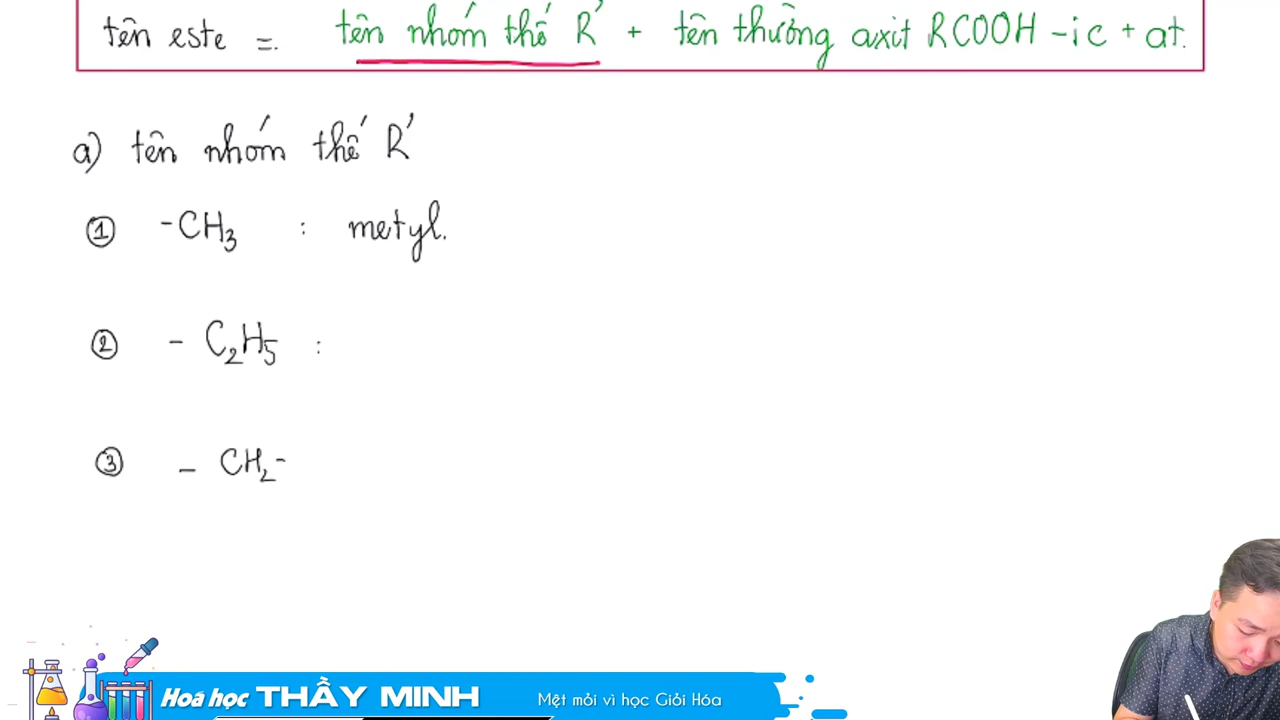 tên este = tên nhóm thế R' + tên thường axit RCOOH -ic + at.
a) tên nhóm thế R'
① -CH₃ : metyl.
② - C₂H₅ :
③ - CH₂-
Hoá học THẦY MINH
Mệt mỏi vì học Giỏi Hóa